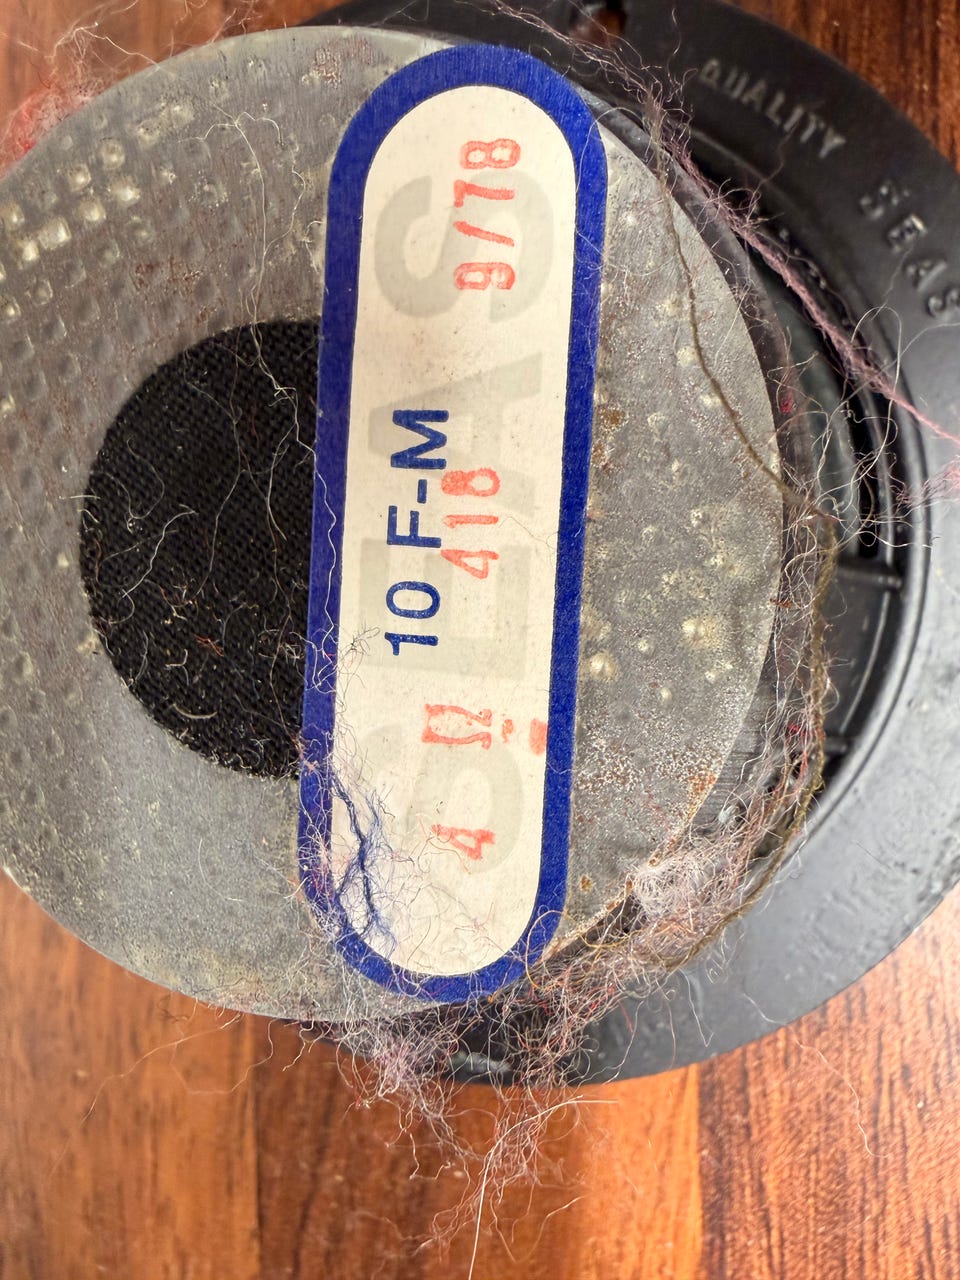 SEAS
10 F-M
4 Ω 418 9/78
QUALITY
SEAS